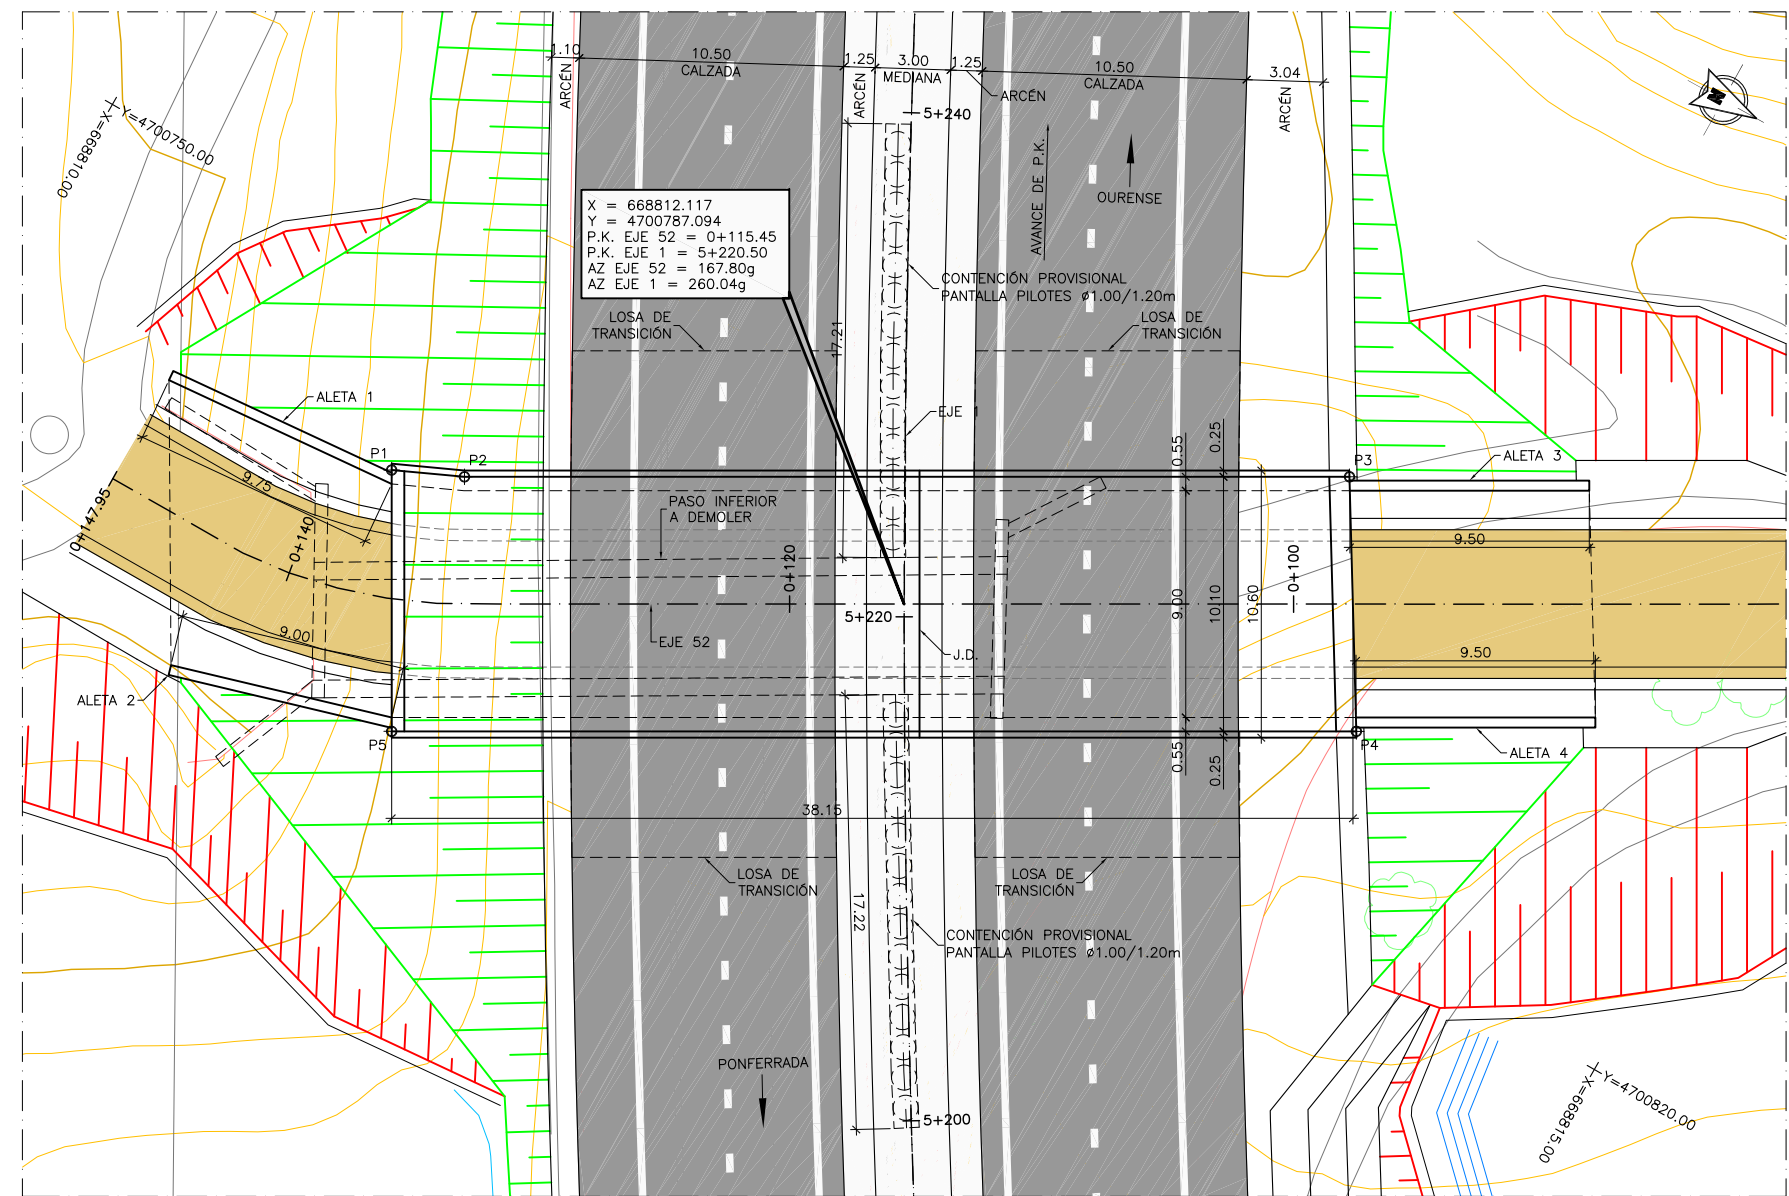 1.10
10.50
CALZADA
1.25
3.00
MEDIANA
1.25
10.50
CALZADA
3.04
ARCÉN
ARCÉN
ARCÉN
ARCÉN
N
5+240
X=668810.00
Y=4700750.00
AVANCE DE P.K.
OURENSE
X = 668812.117
Y = 4700787.094
P.K. EJE 52 = 0+115.45
P.K. EJE 1 = 5+220.50
AZ EJE 52 = 167.80g
AZ EJE 1 = 260.04g
CONTENCIÓN PROVISIONAL
PANTALLA PILOTES ø1.00/1.20m
LOSA DE
TRANSICIÓN
17.21
LOSA DE
TRANSICIÓN
ALETA 1
EJE 1
P1
P2
0.55
0.25
P3
ALETA 3
9.75
PASO INFERIOR
A DEMOLER
0+147.95
0+140
0+120
0+100
9.50
9.00
10.10
10.60
5+220
9.00
EJE 52
J.D.
9.50
ALETA 2
P5
0.55
0.25
P4
ALETA 4
38.15
LOSA DE
TRANSICIÓN
17.22
LOSA DE
TRANSICIÓN
CONTENCIÓN PROVISIONAL
PANTALLA PILOTES ø1.00/1.20m
PONFERRADA
5+200
X=668815.00
Y=4700820.00